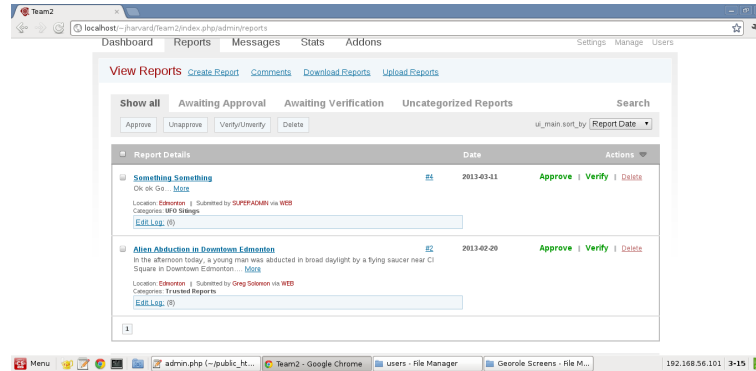 Team2
localhost/~jharvard/Team2/index.php/admin/reports
Dashboard Reports Messages Stats Addons Settings Manage Users
View Reports Create Report Comments Download Reports Upload Reports
Show all Awaiting Approval Awaiting Verification Uncategorized Reports Search
Approve Unapprove Verify/Unverify Delete ui_main.sort_by Report Date
Report Details Date Actions
Something Something #4 2013-03-11 Approve | Verify | Delete
Ok ok Go... More
Location: Edmonton | Submitted by SUPERADMIN via WEB
Categories: UFO Sitings
Edit Log: (6)
Alien Abduction in Downtown Edmonton #2 2013-02-20 Approve | Verify | Delete
In the afternoon today, a young man was abducted in broad daylight by a flying saucer near Cl
Square in Downtown Edmonton.... More
Location: Edmonton | Submitted by Greg Solomon via WEB
Categories: Trusted Reports
Edit Log: (8)
1
Menu admin.php (~/public_ht... Team2 - Google Chrome users - File Manager Georole Screens - File M... 192.168.56.101 3-15